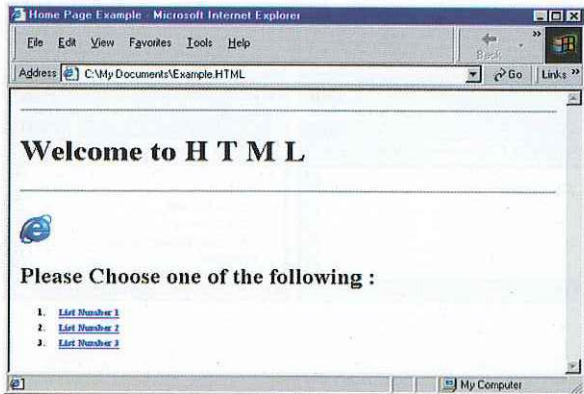 Home Page Example - Microsoft Internet Explorer
File Edit View Favorites Tools Help
Back
»
Address C:\My Documents\Example.HTML Go Links »
Welcome to H T M L
Please Choose one of the following :
1. List Number 1
2. List Number 2
3. List Number 3
My Computer